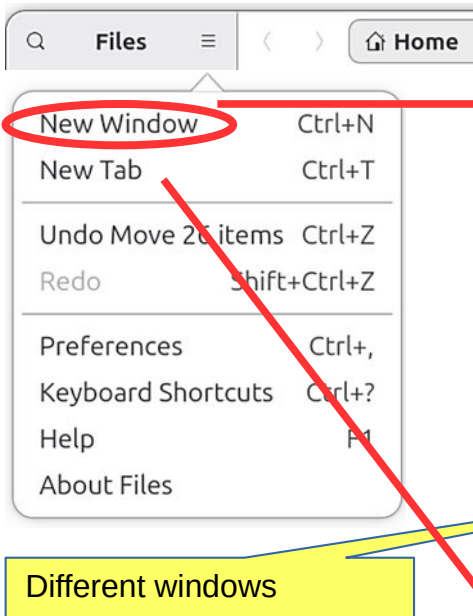 Files Home
New Window Ctrl+N
New Tab Ctrl+T
Undo Move 26 items Ctrl+Z
Redo Shift+Ctrl+Z
Preferences Ctrl+,
Keyboard Shortcuts Ctrl+?
Help F1
About Files
Different windows